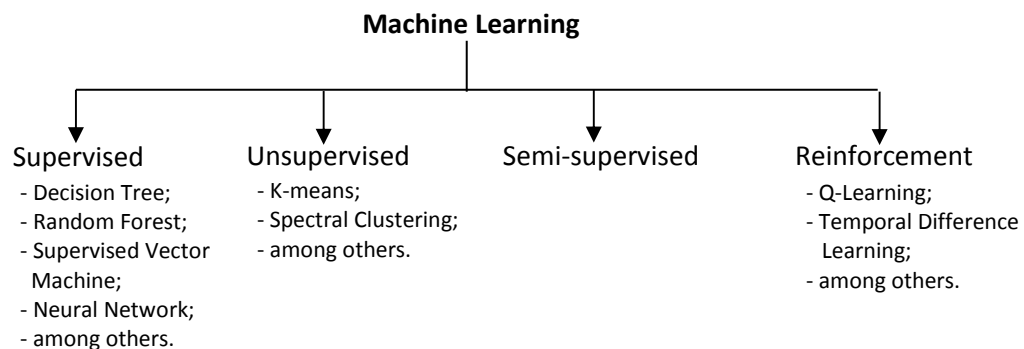 Machine Learning
Supervised
- Decision Tree;
- Random Forest;
- Supervised Vector
Machine;
- Neural Network;
- among others.
Unsupervised
- K-means;
- Spectral Clustering;
- among others.
Semi-supervised
Reinforcement
- Q-Learning;
- Temporal Difference
Learning;
- among others.